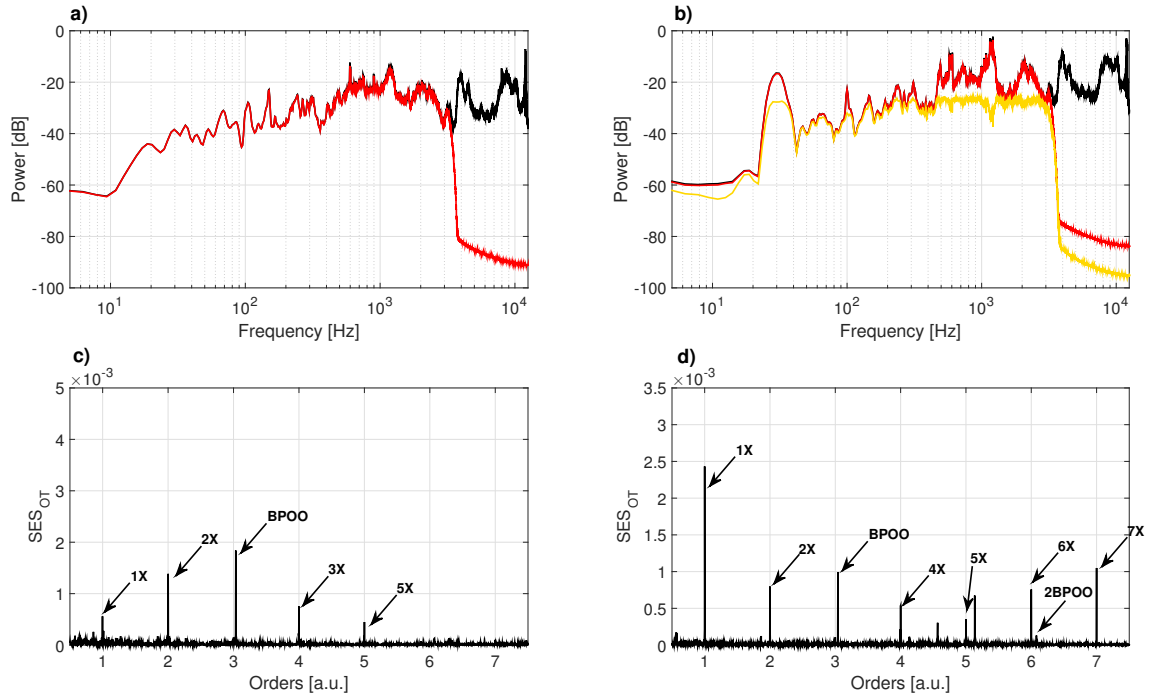 a)
Power [dB]
0
-20
-40
-60
-80
-100
10^1
10^2
10^3
10^4
Frequency [Hz]
b)
Power [dB]
0
-20
-40
-60
-80
-100
10^1
10^2
10^3
10^4
Frequency [Hz]
c)
×10^-3
SES_OT
5
4
3
2
1
0
1X
2X
BPOO
3X
5X
1 2 3 4 5 6 7
Orders [a.u.]
d)
×10^-3
SES_OT
3.5
3
2.5
2
1.5
1
0.5
0
1X
2X
BPOO
4X
5X
6X
2BPOO
7X
1 2 3 4 5 6 7
Orders [a.u.]